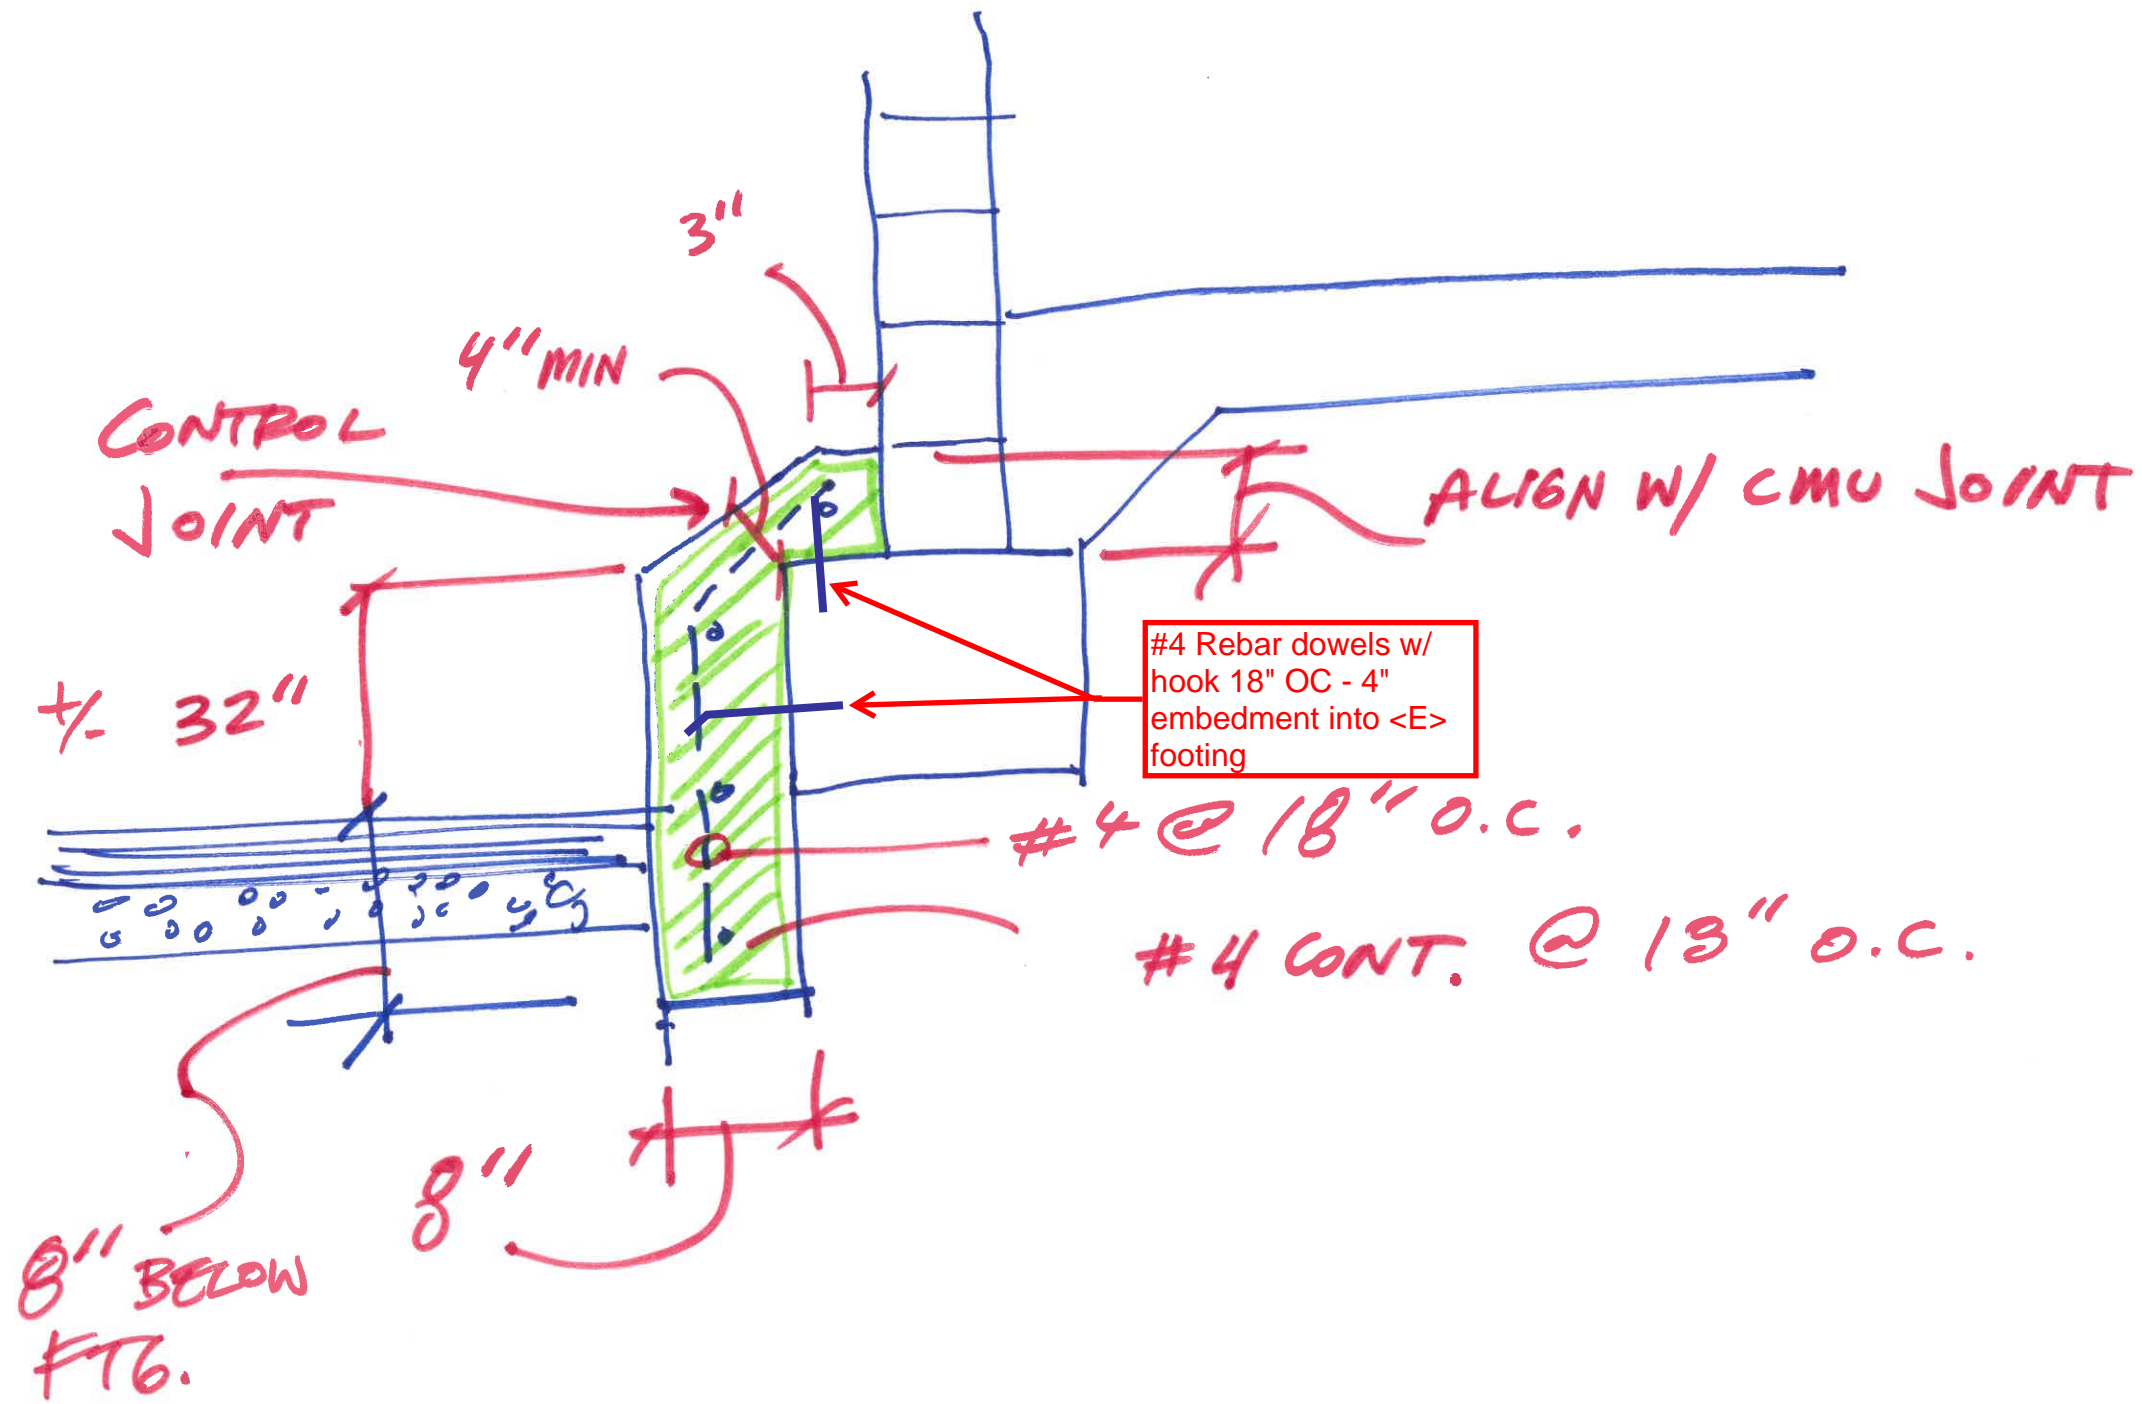 3"
4" MIN
CONTROL
JOINT
ALIGN W/ CMU JOINT
#4 Rebar dowels w/
hook 18" OC - 4"
embedment into <E>
footing
+/- 32"
#4 @ 18" O.C.
#4 CONT. @ 18" O.C.
8"
8" BELOW
FTG.